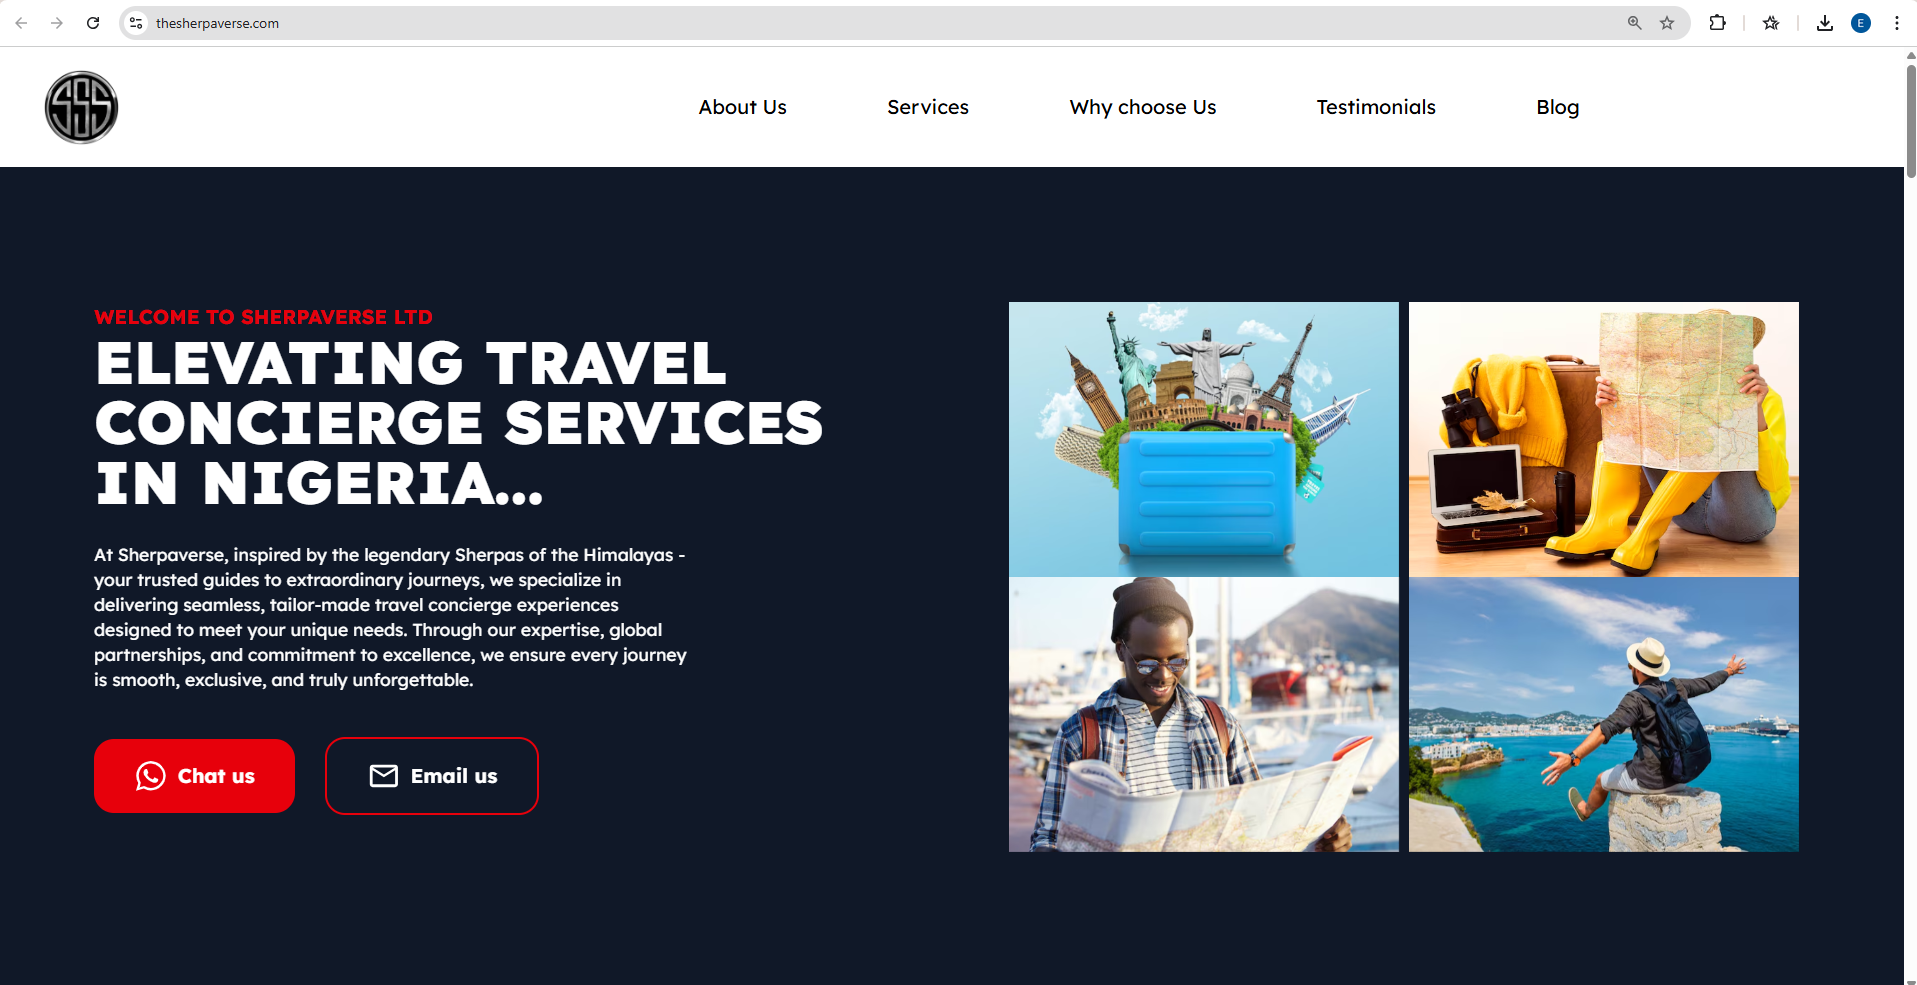 thesherpaverse.com
E
SSS
About Us
Services
Why choose Us
Testimonials
Blog
WELCOME TO SHERPAVERSE LTD
ELEVATING TRAVEL
CONCIERGE SERVICES
IN NIGERIA...
At Sherpaverse, inspired by the legendary Sherpas of the Himalayas -
your trusted guides to extraordinary journeys, we specialize in
delivering seamless, tailor-made travel concierge experiences
designed to meet your unique needs. Through our expertise, global
partnerships, and commitment to excellence, we ensure every journey
is smooth, exclusive, and truly unforgettable.
Chat us
Email us